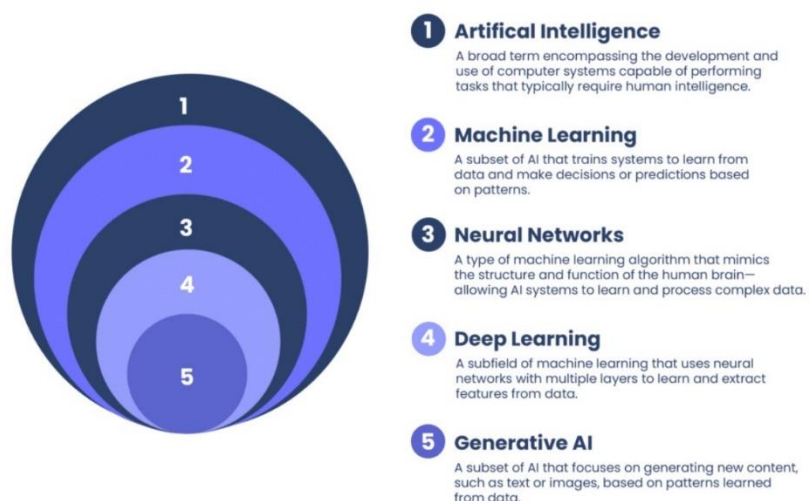 1
2
3
4
5
1 Artifical Intelligence
A broad term encompassing the development and
use of computer systems capable of performing
tasks that typically require human intelligence.
2 Machine Learning
A subset of AI that trains systems to learn from
data and make decisions or predictions based
on patterns.
3 Neural Networks
A type of machine learning algorithm that mimics
the structure and function of the human brain—
allowing AI systems to learn and process complex data.
4 Deep Learning
A subfield of machine learning that uses neural
networks with multiple layers to learn and extract
features from data.
5 Generative AI
A subset of AI that focuses on generating new content,
such as text or images, based on patterns learned
from data.